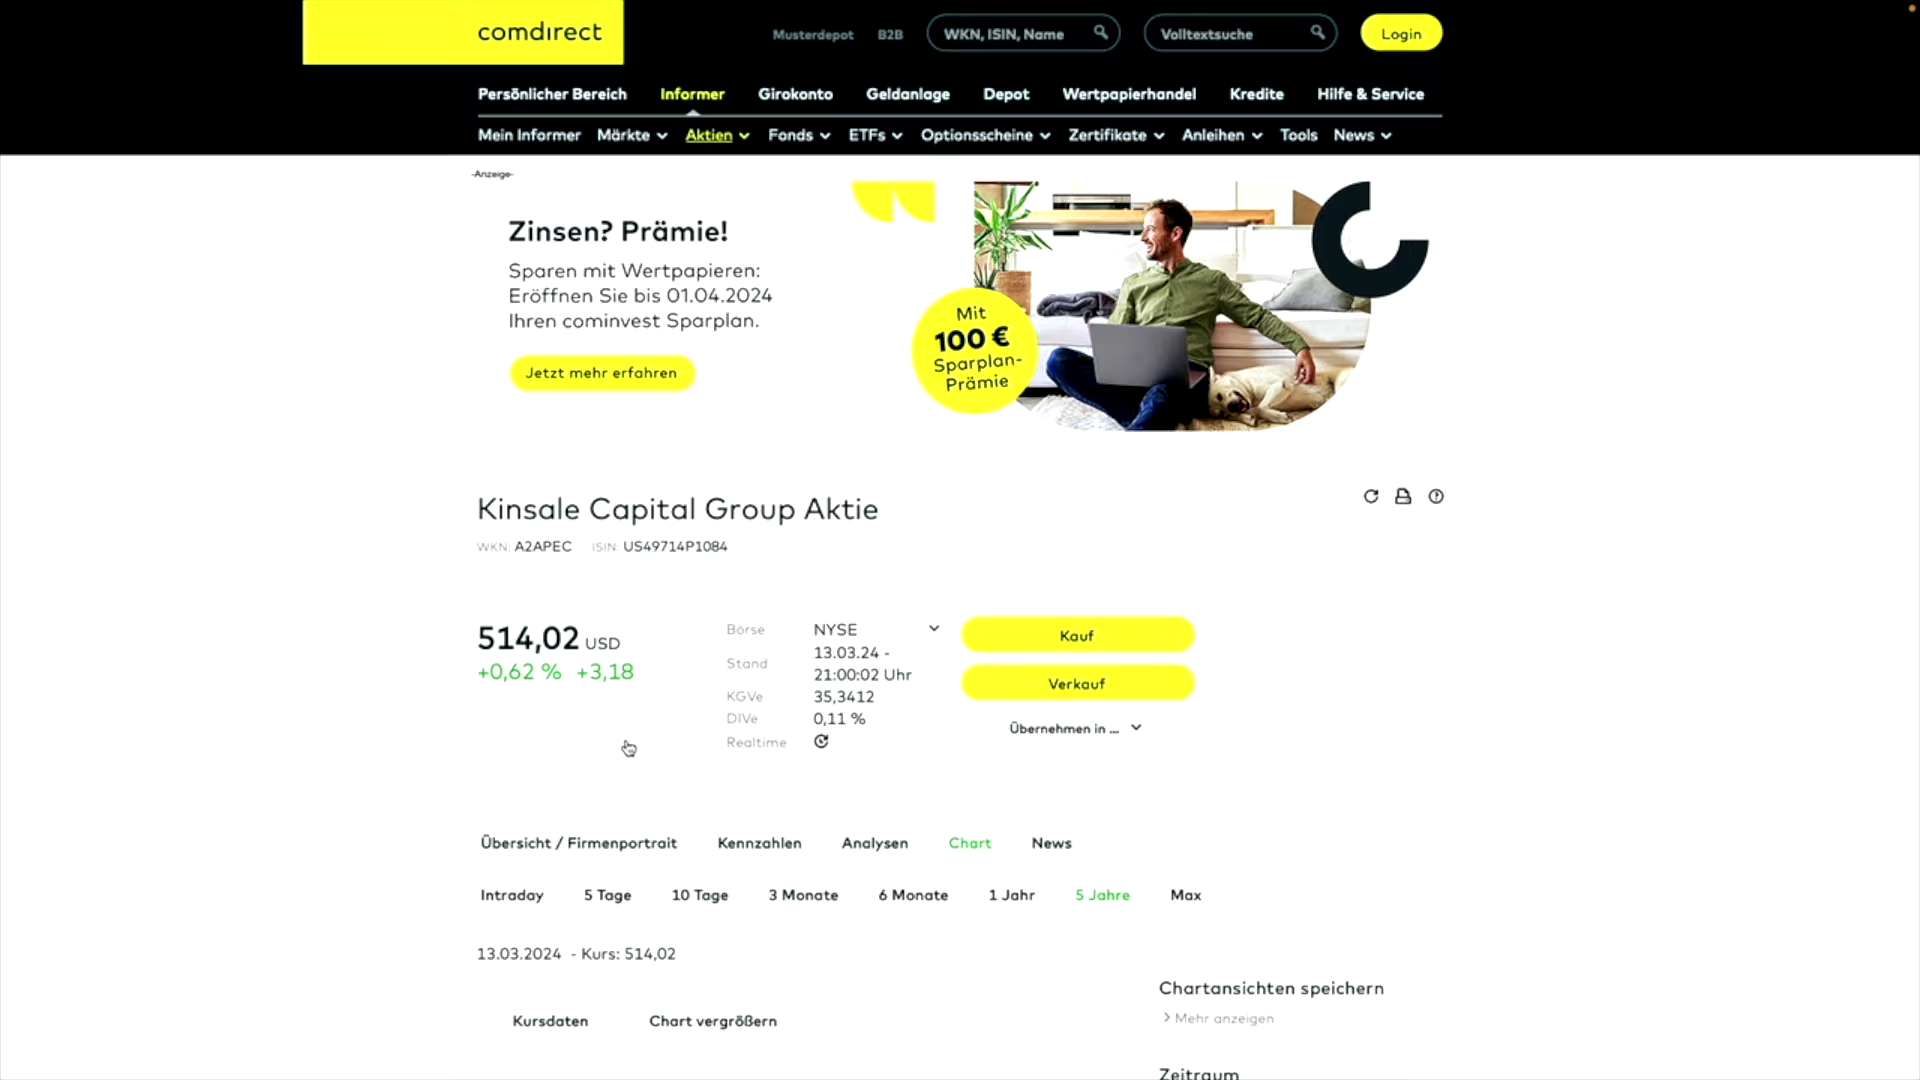 comdırect
Musterdepot
B2B
WKN, ISIN, Name
Volltextsuche
Login
Persönlicher Bereich
Informer
Girokonto
Geldanlage
Depot
Wertpapierhandel
Kredite
Hilfe & Service
Mein Informer
Märkte
Aktien
Fonds
ETFs
Optionsscheine
Zertifikate
Anleihen
Tools
News
-Anzeige-
Zinsen? Prämie!
Sparen mit Wertpapieren:
Eröffnen Sie bis 01.04.2024
Ihren cominvest Sparplan.
Jetzt mehr erfahren
Mit
100 €
Sparplan-
Prämie
Kinsale Capital Group Aktie
WKN: A2APEC ISIN: US49714P1084
514,02 USD
+0,62 % +3,18
Börse NYSE
Stand 13.03.24 -
21:00:02 Uhr
KGVe 35,3412
DIVe 0,11 %
Realtime
Kauf
Verkauf
Übernehmen in ...
Übersicht / Firmenportrait
Kennzahlen
Analysen
Chart
News
Intraday
5 Tage
10 Tage
3 Monate
6 Monate
1 Jahr
5 Jahre
Max
13.03.2024 - Kurs: 514,02
Chartansichten speichern
Mehr anzeigen
Kursdaten
Chart vergrößern
Zeitraum